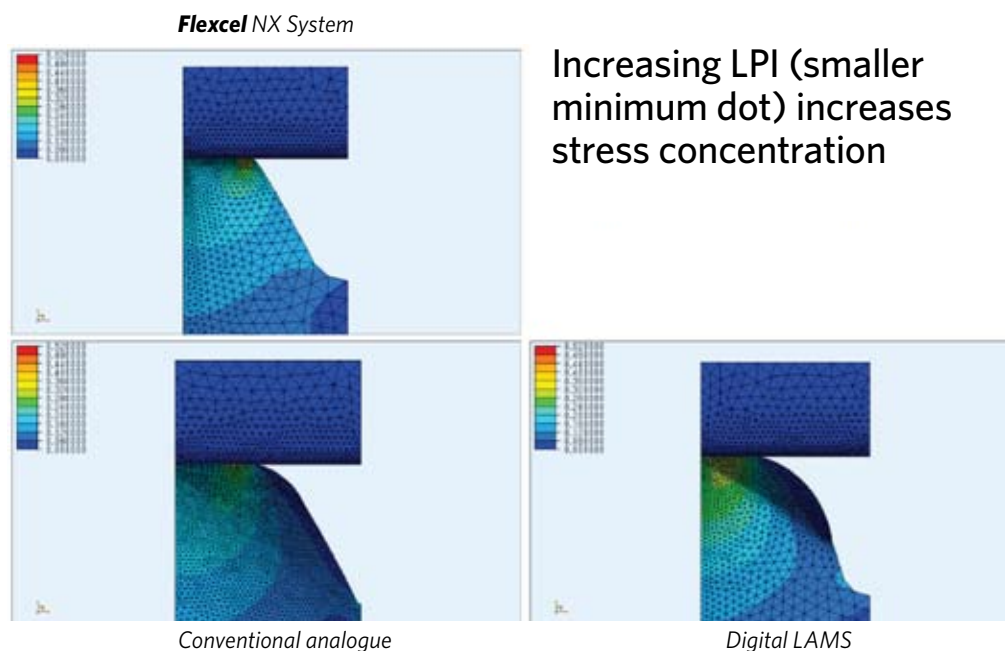 Flexcel NX System
Increasing LPI (smaller
minimum dot) increases
stress concentration
Conventional analogue
Digital LAMS